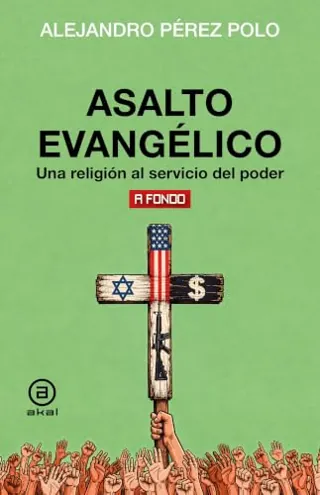 ALEJANDRO PÉREZ POLO
ASALTO
EVANGÉLICO
Una religión al servicio del poder
A FONDO
$
a
akal